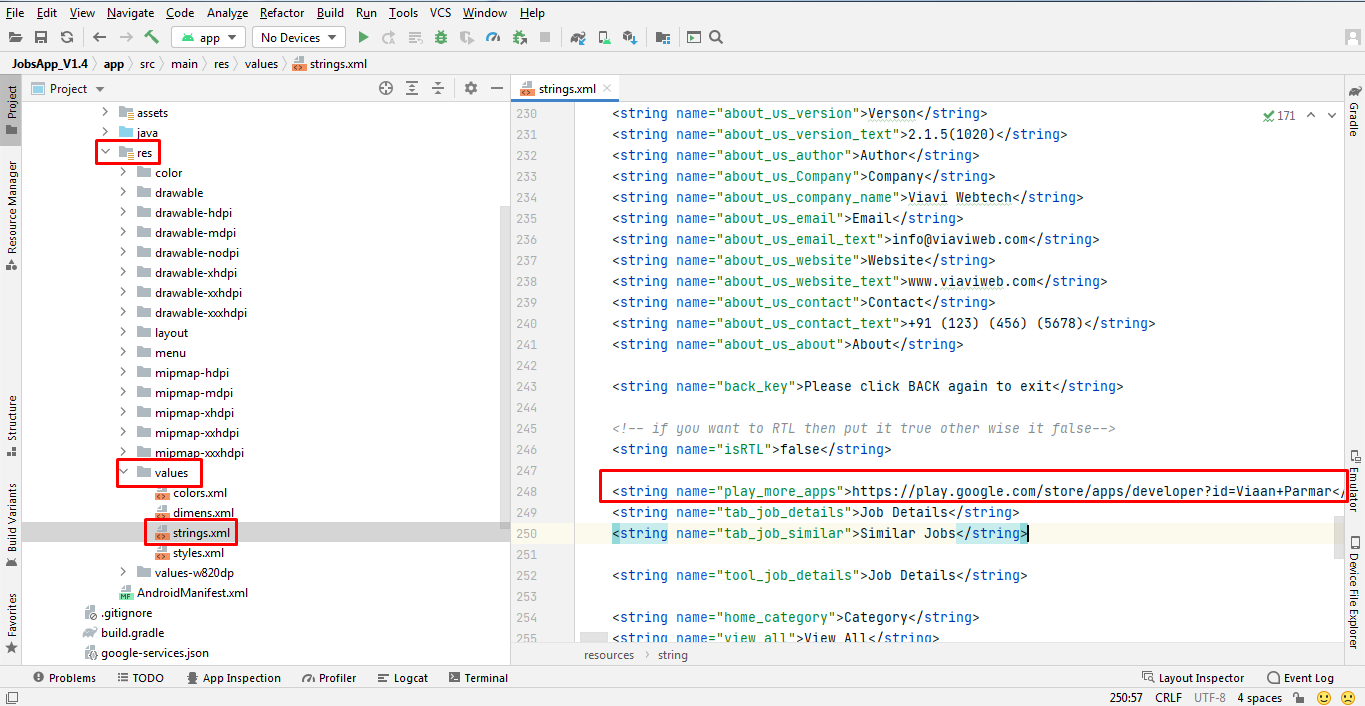 File Edit View Navigate Code Analyze Refactor Build Run Tools VCS Window Help
app No Devices
JobsApp_V1.4 app src main res values strings.xml
Project
strings.xml
assets
java
res
color
drawable
drawable-hdpi
drawable-mdpi
drawable-nodpi
drawable-xhdpi
drawable-xxhdpi
drawable-xxxhdpi
layout
menu
mipmap-hdpi
mipmap-mdpi
mipmap-xhdpi
mipmap-xxhdpi
mipmap-xxxhdpi
values
colors.xml
dimens.xml
strings.xml
styles.xml
values-w820dp
AndroidManifest.xml
.gitignore
build.gradle
google-services.json
Project
Resource Manager
Structure
Build Variants
Favorites
171
230 <string name="about_us_version">Verson</string>
231 <string name="about_us_version_text">2.1.5(1020)</string>
232 <string name="about_us_author">Author</string>
233 <string name="about_us_Company">Company</string>
234 <string name="about_us_company_name">Viavi Webtech</string>
235 <string name="about_us_email">Email</string>
236 <string name="about_us_email_text">info@viaviweb.com</string>
237 <string name="about_us_website">Website</string>
238 <string name="about_us_website_text">www.viaviweb.com</string>
239 <string name="about_us_contact">Contact</string>
240 <string name="about_us_contact_text">+91 (123) (456) (5678)</string>
241 <string name="about_us_about">About</string>
242
243 <string name="back_key">Please click BACK again to exit</string>
244
245 <!-- if you want to RTL then put it true other wise it false-->
246 <string name="isRTL">false</string>
247
248 <string name="play_more_apps">https://play.google.com/store/apps/developer?id=Viaan+Parmar</
249 <string name="tab_job_details">Job Details</string>
250 <string name="tab_job_similar">Similar Jobs</string>
251
252 <string name="tool_job_details">Job Details</string>
253
254 <string name="home_category">Category</string>
255 <string name="view_all">View All</string>
resources string
Gradle
Emulator
Device File Explorer
Problems TODO App Inspection Profiler Logcat Terminal Layout Inspector Event Log
250:57 CRLF UTF-8 4 spaces